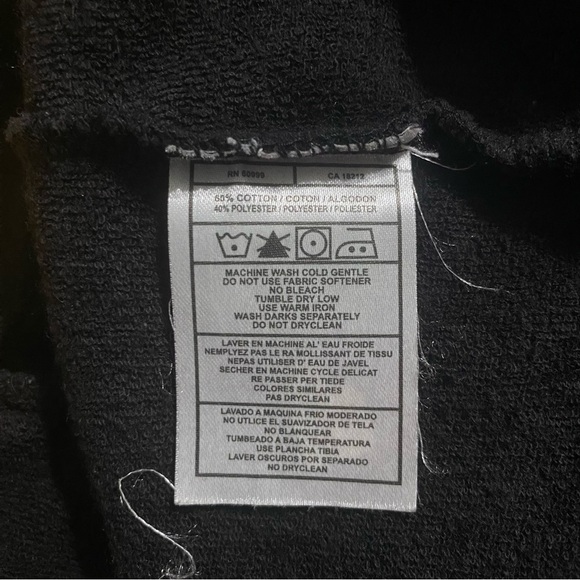 RN 60999 CA 16217
60% COTTON / COTON / ALGODON
40% POLYESTER / POLYESTER / POLIESTER
MACHINE WASH COLD GENTLE
DO NOT USE FABRIC SOFTENER
NO BLEACH
TUMBLE DRY LOW
USE WARM IRON
WASH DARKS SEPARATELY
DO NOT DRYCLEAN
LAVER EN MACHINE AL' EAU FROIDE
NEMPLYEZ PAS LE RA MOLLISSANT DE TISSU
NEPAS UTILISER D' EAU DE JAVEL
SECHER EN MACHINE CYCLE DELICAT
RE PASSER PER TIEDE
COLORES SIMILARES
PAS DRYCLEAN
LAVADO A MAQUINA FRIO MODERADO
NO UTLICE EL SUAVIZADOR DE TELA
NO BLANQUEAR
TUMBEADO A BAJA TEMPERATURA
USE PLANCHA TIBIA
LAVER OSCUROS POR SEPARADO
NO DRYCLEAN